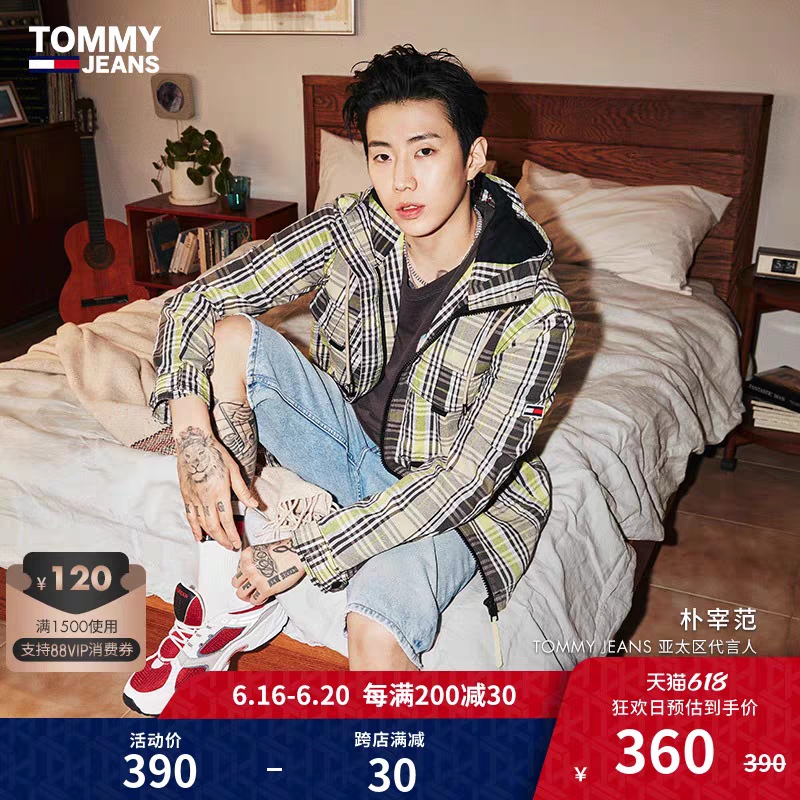 TOMMY
JEANS
FANTASTIC MAN
KING
朴宰范
TOMMY JEANS 亚太区代言人
¥120
满1500使用
支持88VIP消费券
6.16-6.20 每满200减30
天猫618
狂欢日预估到手价
¥ 360 390
活动价
390
-
跨店满减
30